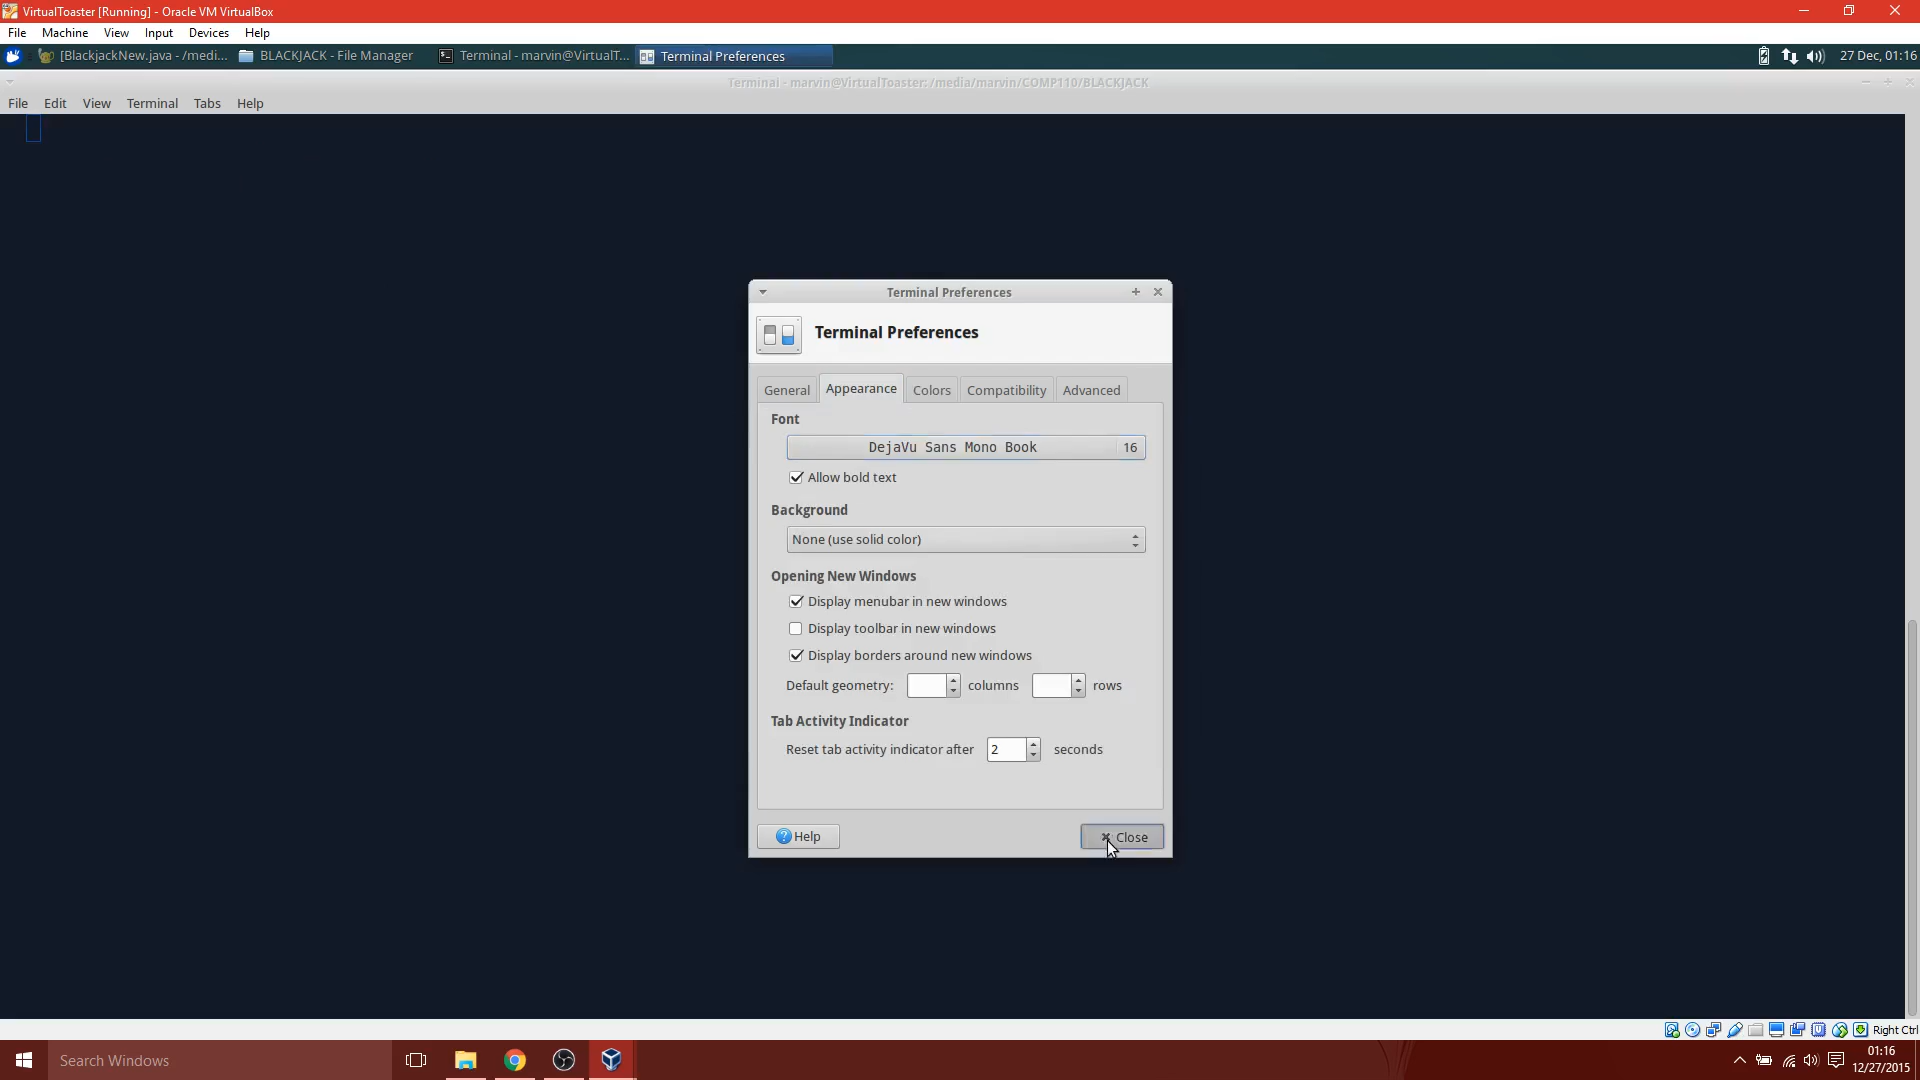 VirtualToaster [Running] - Oracle VM VirtualBox
File Machine View Input Devices Help
[BlackjackNew.java - /medi... BLACKJACK - File Manager Terminal - marvin@VirtualT... Terminal Preferences 27 Dec, 01:16
Terminal - marvin@VirtualToaster: /media/marvin/COMP110/BLACKJACK
File Edit View Terminal Tabs Help
Terminal Preferences
Terminal Preferences
General Appearance Colors Compatibility Advanced
Font
DejaVu Sans Mono Book 16
Allow bold text
Background
None (use solid color)
Opening New Windows
Display menubar in new windows
Display toolbar in new windows
Display borders around new windows
Default geometry: columns rows
Tab Activity Indicator
Reset tab activity indicator after 2 seconds
Help Close
Right Ctrl
Search Windows
01:16
12/27/2015